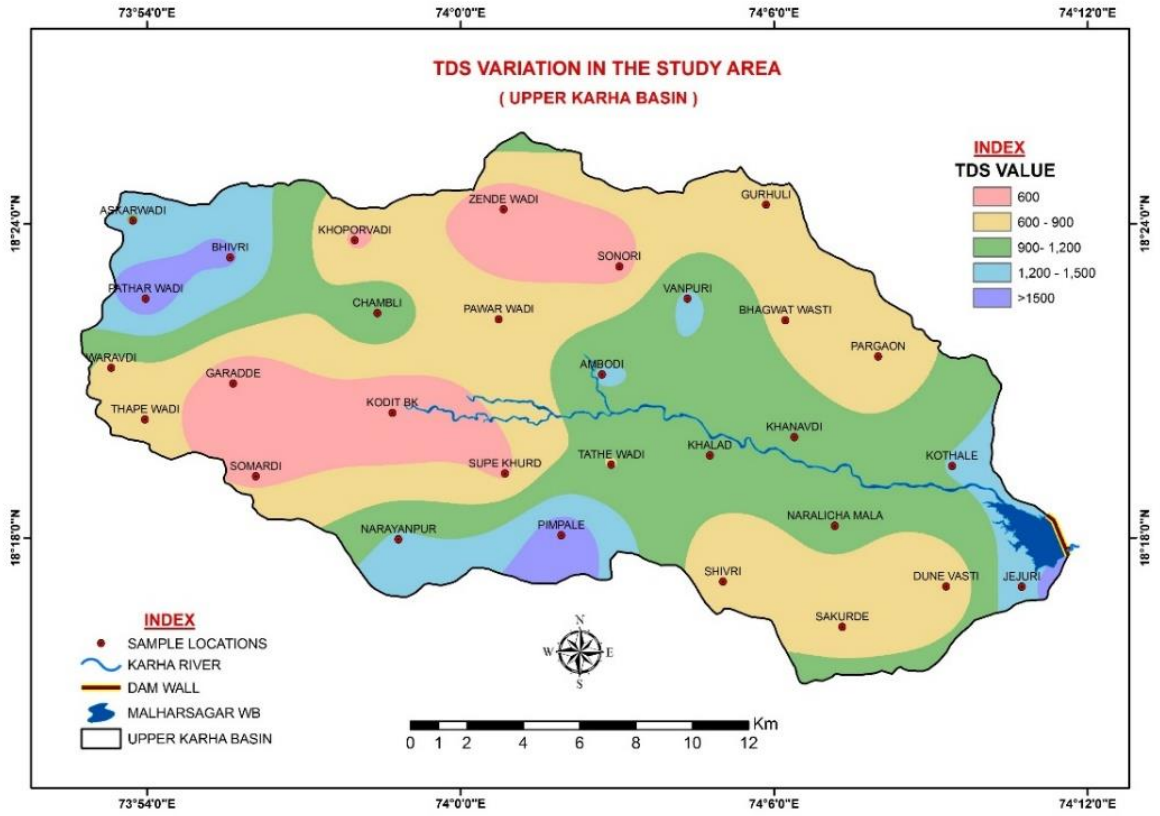 73°54'0"E 74°0'0"E 74°6'0"E 74°12'0"E
TDS VARIATION IN THE STUDY AREA
( UPPER KARHA BASIN )
INDEX
TDS VALUE
600
600 - 900
900- 1,200
1,200 - 1,500
>1500
18°24'0"N 18°24'0"N
ASKARWADI
ZENDE WADI
GURHULI
KHOPORVADI
BHIVRI
SONORI
PATHAR WADI
VANPURI
CHAMBLI
PAWAR WADI
BHAGWAT WASTI
PARGAON
WARAVDI
GARADDE
AMBODI
THAPE WADI
KODIT BK
KHANAVDI
KHALAD
TATHE WADI
KOTHALE
SOMARDI
SUPE KHURD
18°18'0"N 18°18'0"N
NARAYANPUR
PIMPALE
NARALICHA MALA
SHIVRI
DUNE VASTI
JEJURI
SAKURDE
INDEX
SAMPLE LOCATIONS
KARHA RIVER
DAM WALL
MALHARSAGAR WB
UPPER KARHA BASIN
N
W E
S
Km
0 1 2 4 6 8 10 12
73°54'0"E 74°0'0"E 74°6'0"E 74°12'0"E